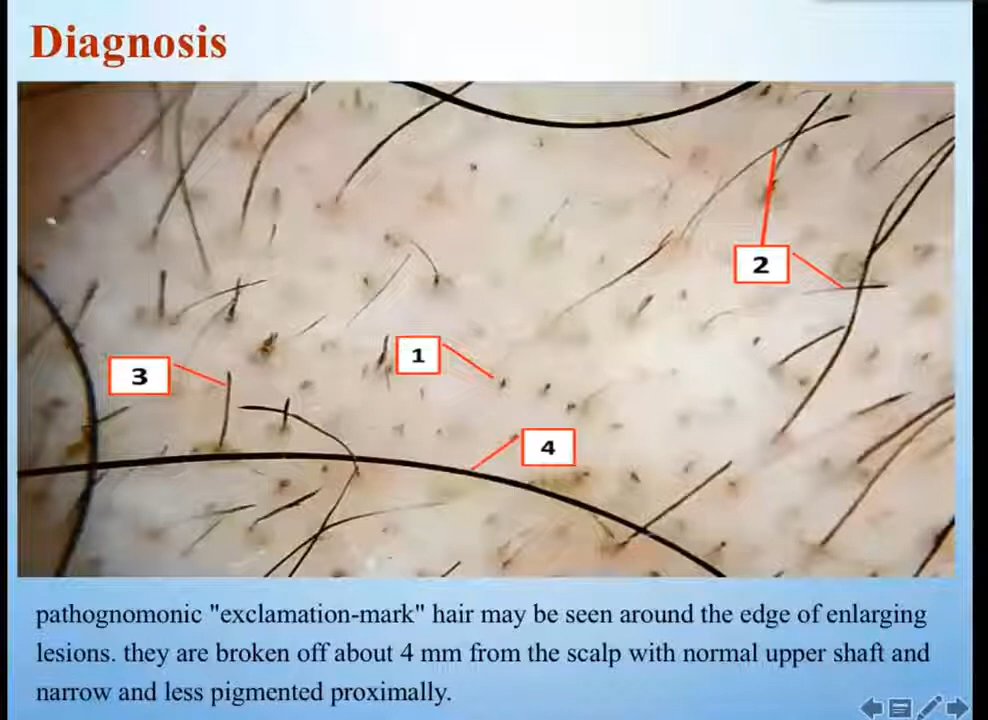 Diagnosis
2
1
3
4
pathognomonic "exclamation-mark" hair may be seen around the edge of enlarging
lesions. they are broken off about 4 mm from the scalp with normal upper shaft and
narrow and less pigmented proximally.